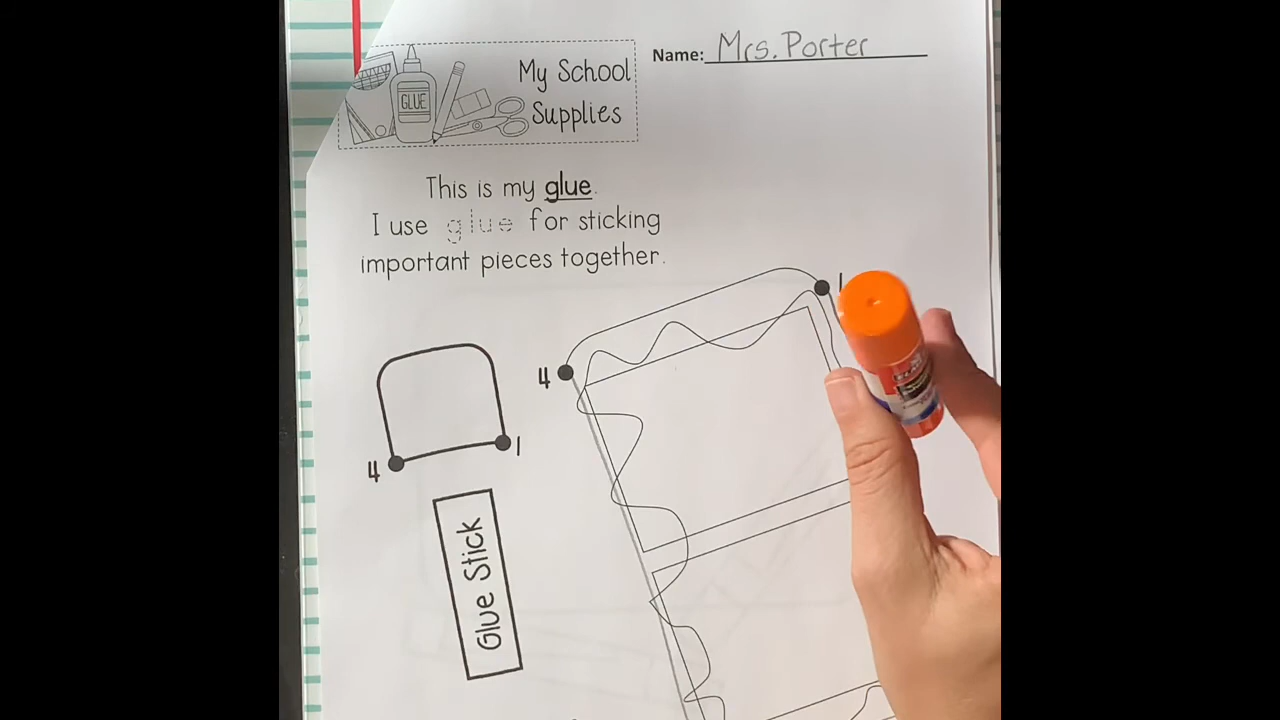 Name: Mrs. Porter
My School
Supplies
GLUE
This is my glue.
I use glue for sticking
important pieces together.
1
4
4
1
Glue Stick